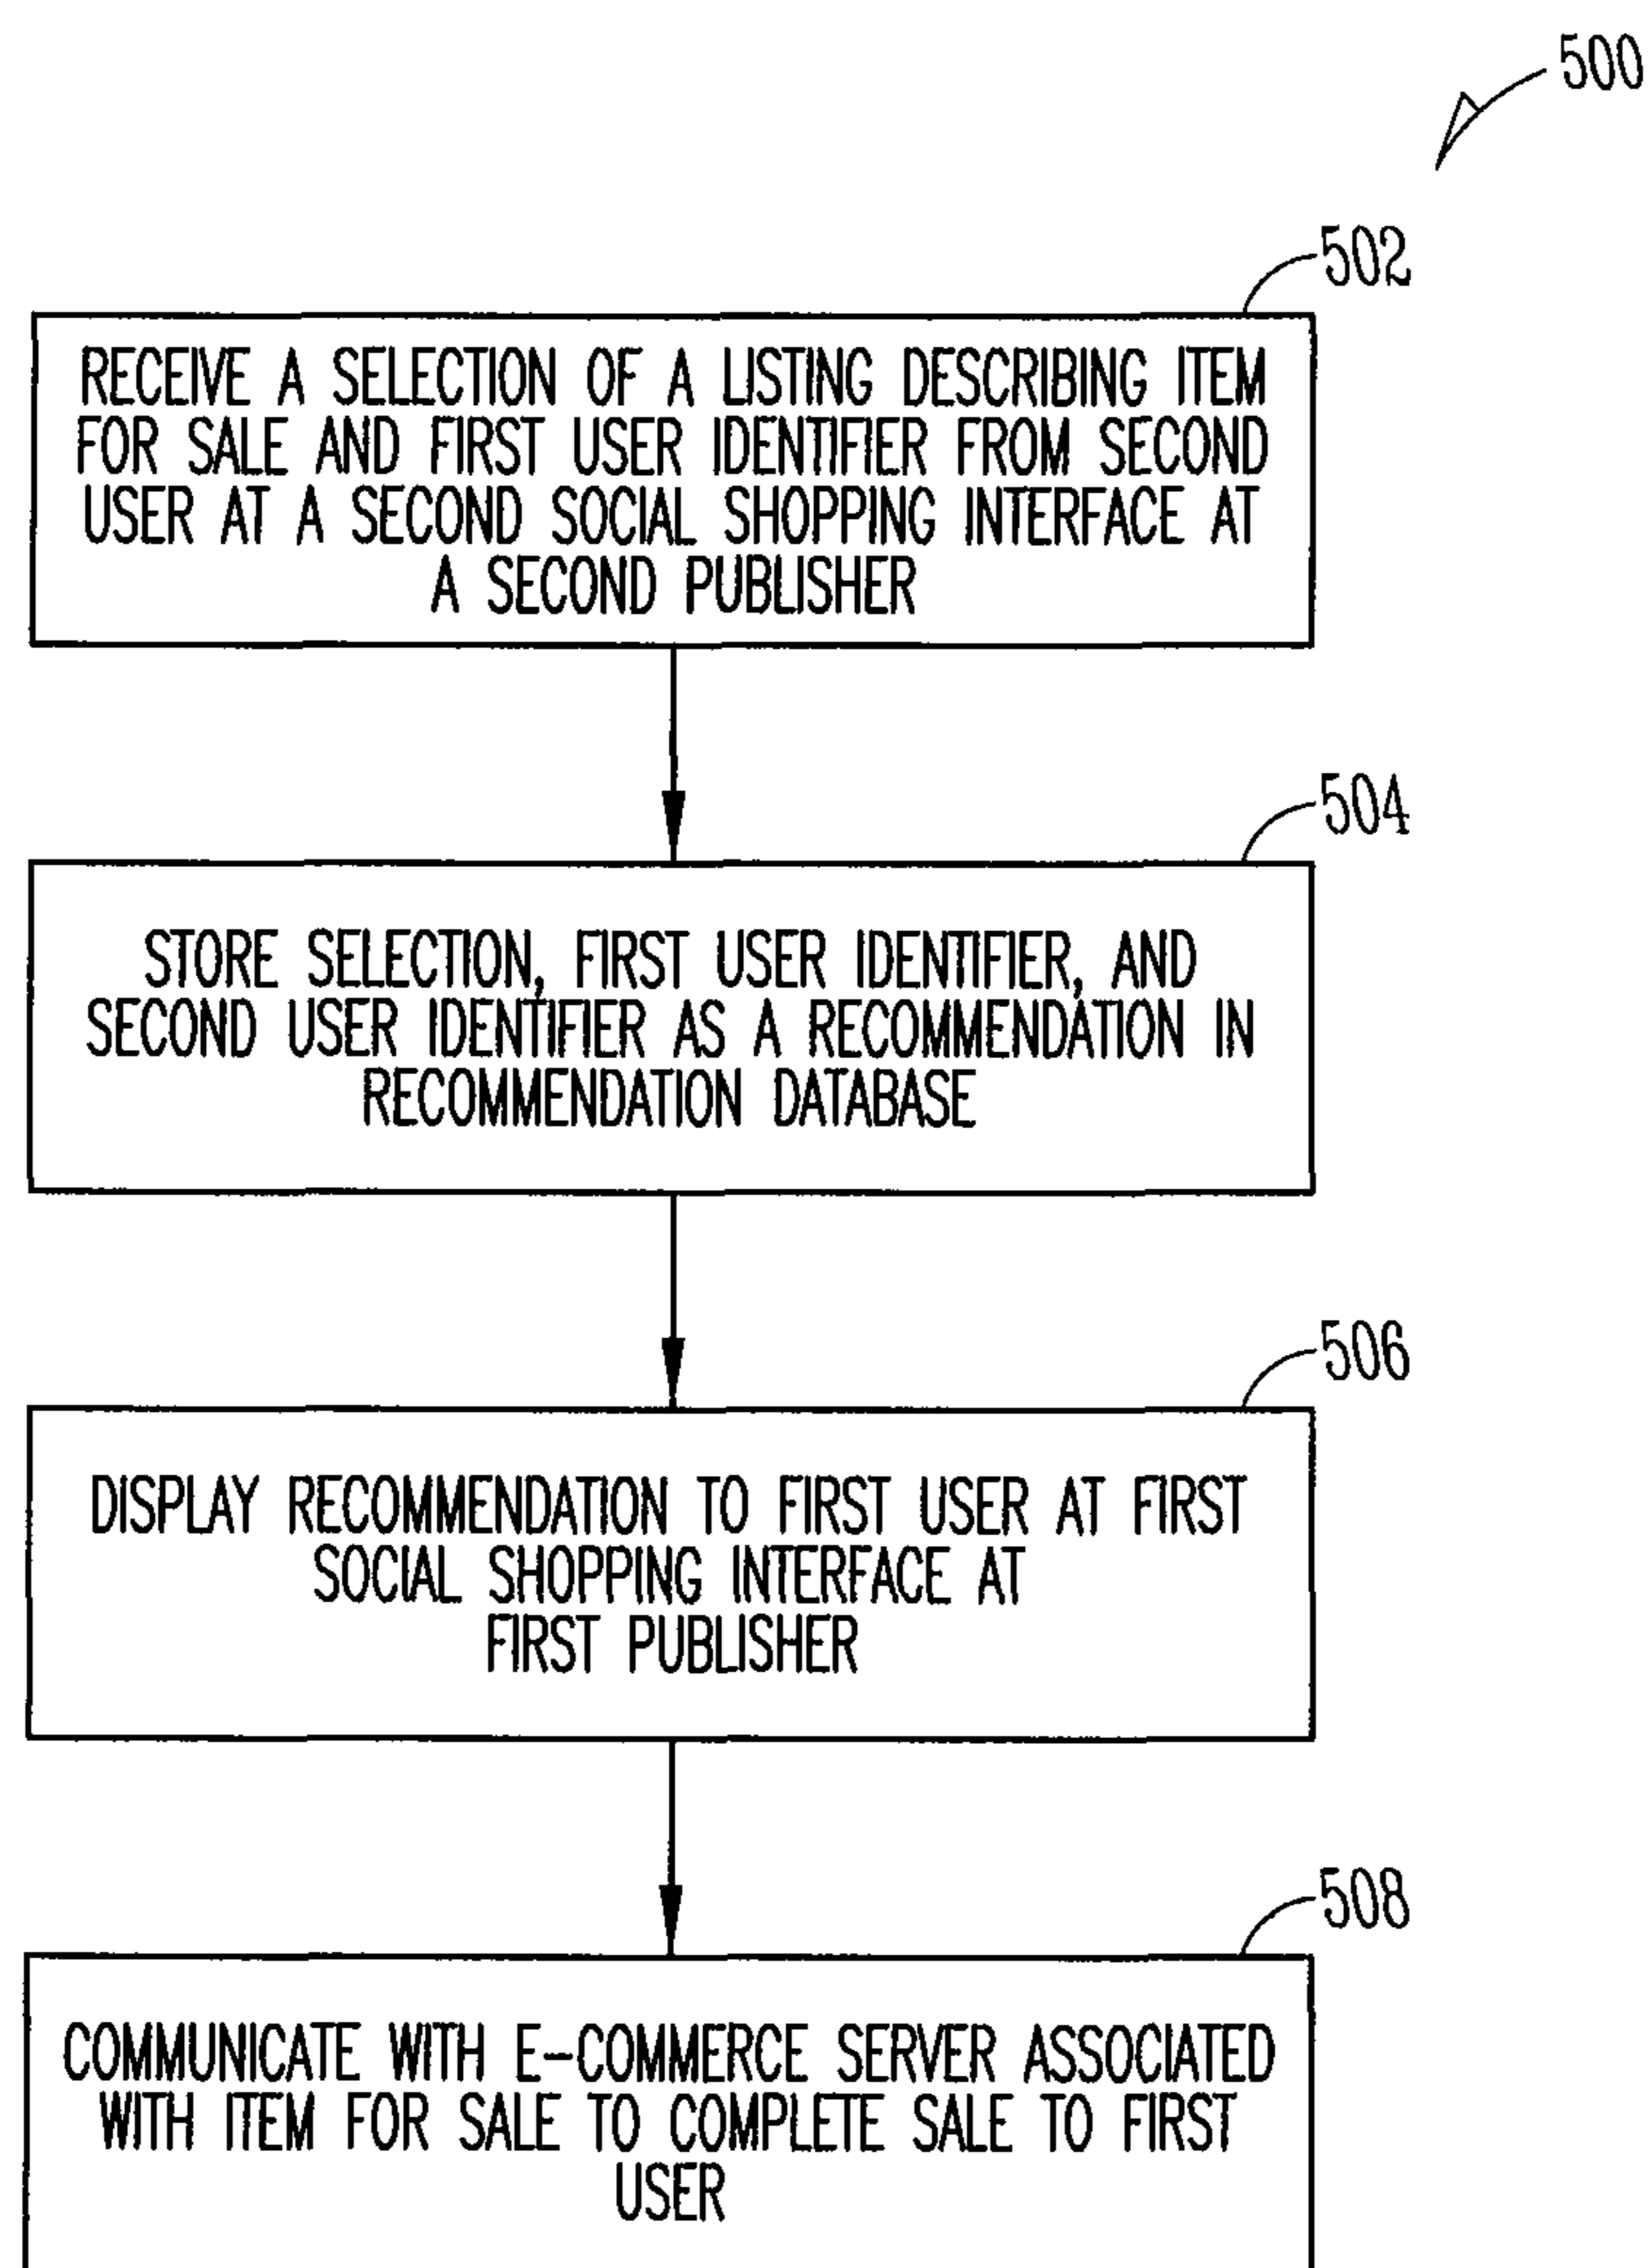 500
502
RECEIVE A SELECTION OF A LISTING DESCRIBING ITEM
FOR SALE AND FIRST USER IDENTIFIER FROM SECOND
USER AT A SECOND SOCIAL SHOPPING INTERFACE AT
A SECOND PUBLISHER
504
STORE SELECTION, FIRST USER IDENTIFIER, AND
SECOND USER IDENTIFIER AS A RECOMMENDATION IN
RECOMMENDATION DATABASE
506
DISPLAY RECOMMENDATION TO FIRST USER AT FIRST
SOCIAL SHOPPING INTERFACE AT
FIRST PUBLISHER
508
COMMUNICATE WITH E-COMMERCE SERVER ASSOCIATED
WITH ITEM FOR SALE TO COMPLETE SALE TO FIRST
USER